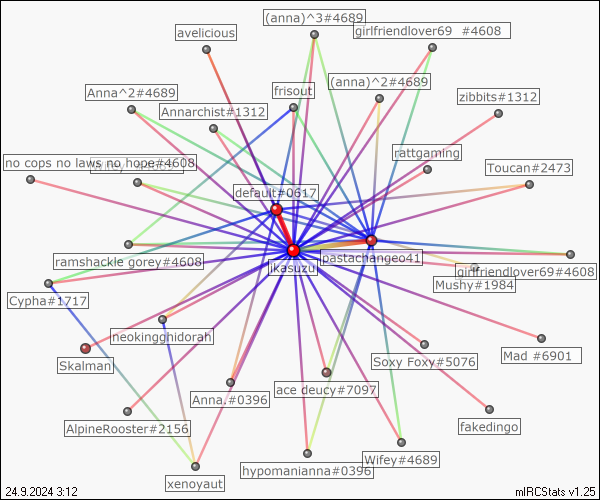 (anna)^3#4689
girlfriendlover69 #4608
avelicious
(anna)^2#4689
frisout
Anna^2#4689
zibbits#1312
Annarchist#1312
rattgaming
no cops no laws no hope#4608
Toucan#2473
default#0617
pastachangeo41
ramshackle gorey#4608
ikasuzu
girlfriendlover69#4608
Mushy#1984
Cypha#1717
neokingghidorah
Skalman
Soxy Foxy#5076
Mad #6901
ace deucy#7097
Anna.#0396
AlpineRooster#2156
fakedingo
Wifey#4689
hypomanianna#0396
xenoyaut
24.9.2024 3:12
mIRCStats v1.25